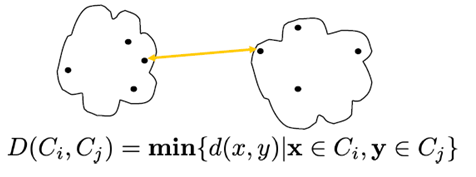 D(C_i, C_j) = min{d(x, y)|x ∈ C_i, y ∈ C_j}